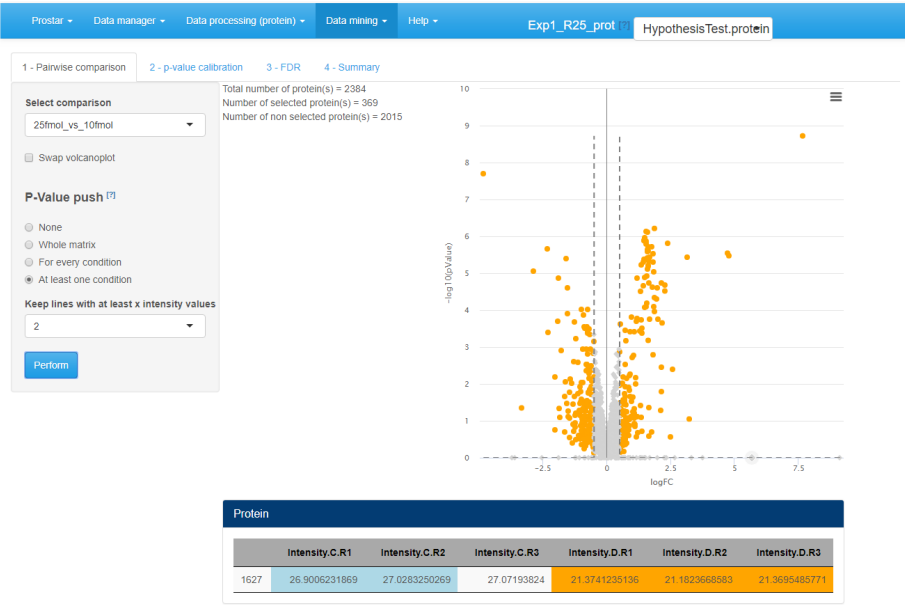 Prostar Data manager Data processing (protein) Data mining Help Exp1_R25_prot [?] HypothesisTest.protein
1 - Pairwise comparison 2 - p-value calibration 3 - FDR 4 - Summary
Select comparison
25fmol_vs_10fmol
Swap volcanoplot
P-Value push [?]
None
Whole matrix
For every condition
At least one condition
Keep lines with at least x intensity values
2
Perform
Total number of protein(s) = 2384
Number of selected protein(s) = 369
Number of non selected protein(s) = 2015
10
9
8
7
6
5
4
3
2
1
0
-log10(pValue)
-2.5 0 2.5 5 7.5
logFC
Protein
Intensity.C.R1 Intensity.C.R2 Intensity.C.R3 Intensity.D.R1 Intensity.D.R2 Intensity.D.R3
1627 26.9006231869 27.0283250269 27.07193824 21.3741235136 21.1823668583 21.3695485771